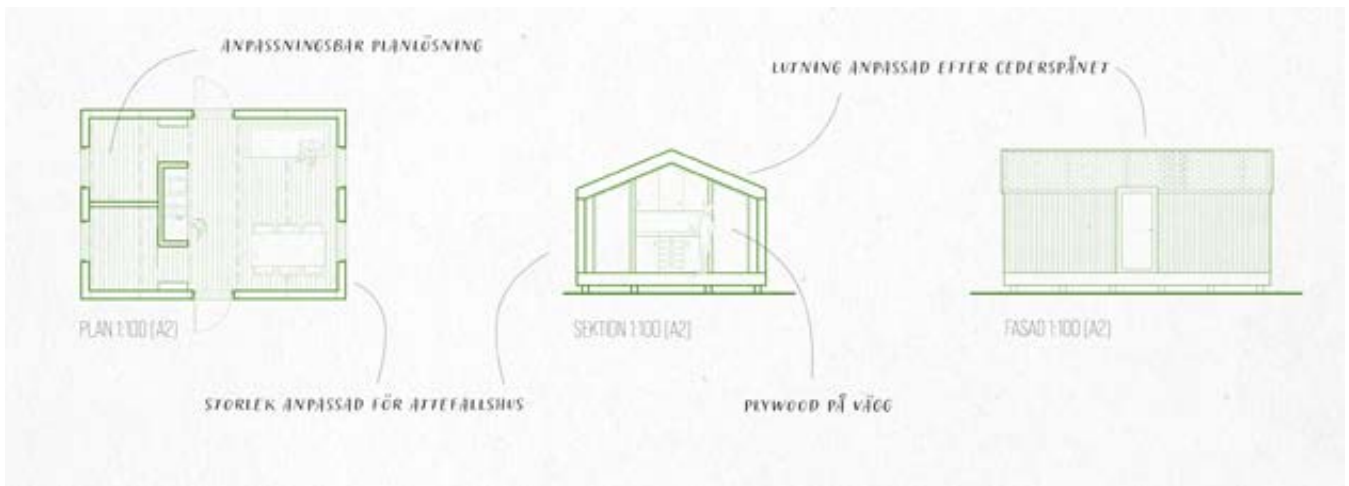 ANPASSNINGSBAR PLANLÖSNING
LUTNING ANPASSAD EFTER CEDERSPÅNET
PLAN 1:100 (A2)
SEKTION 1:100 (A2)
FASAD 1:100 (A2)
STORLEK ANPASSAD FÖR ATTEFALLSHUS
PLYWOOD PÅ VÄGG